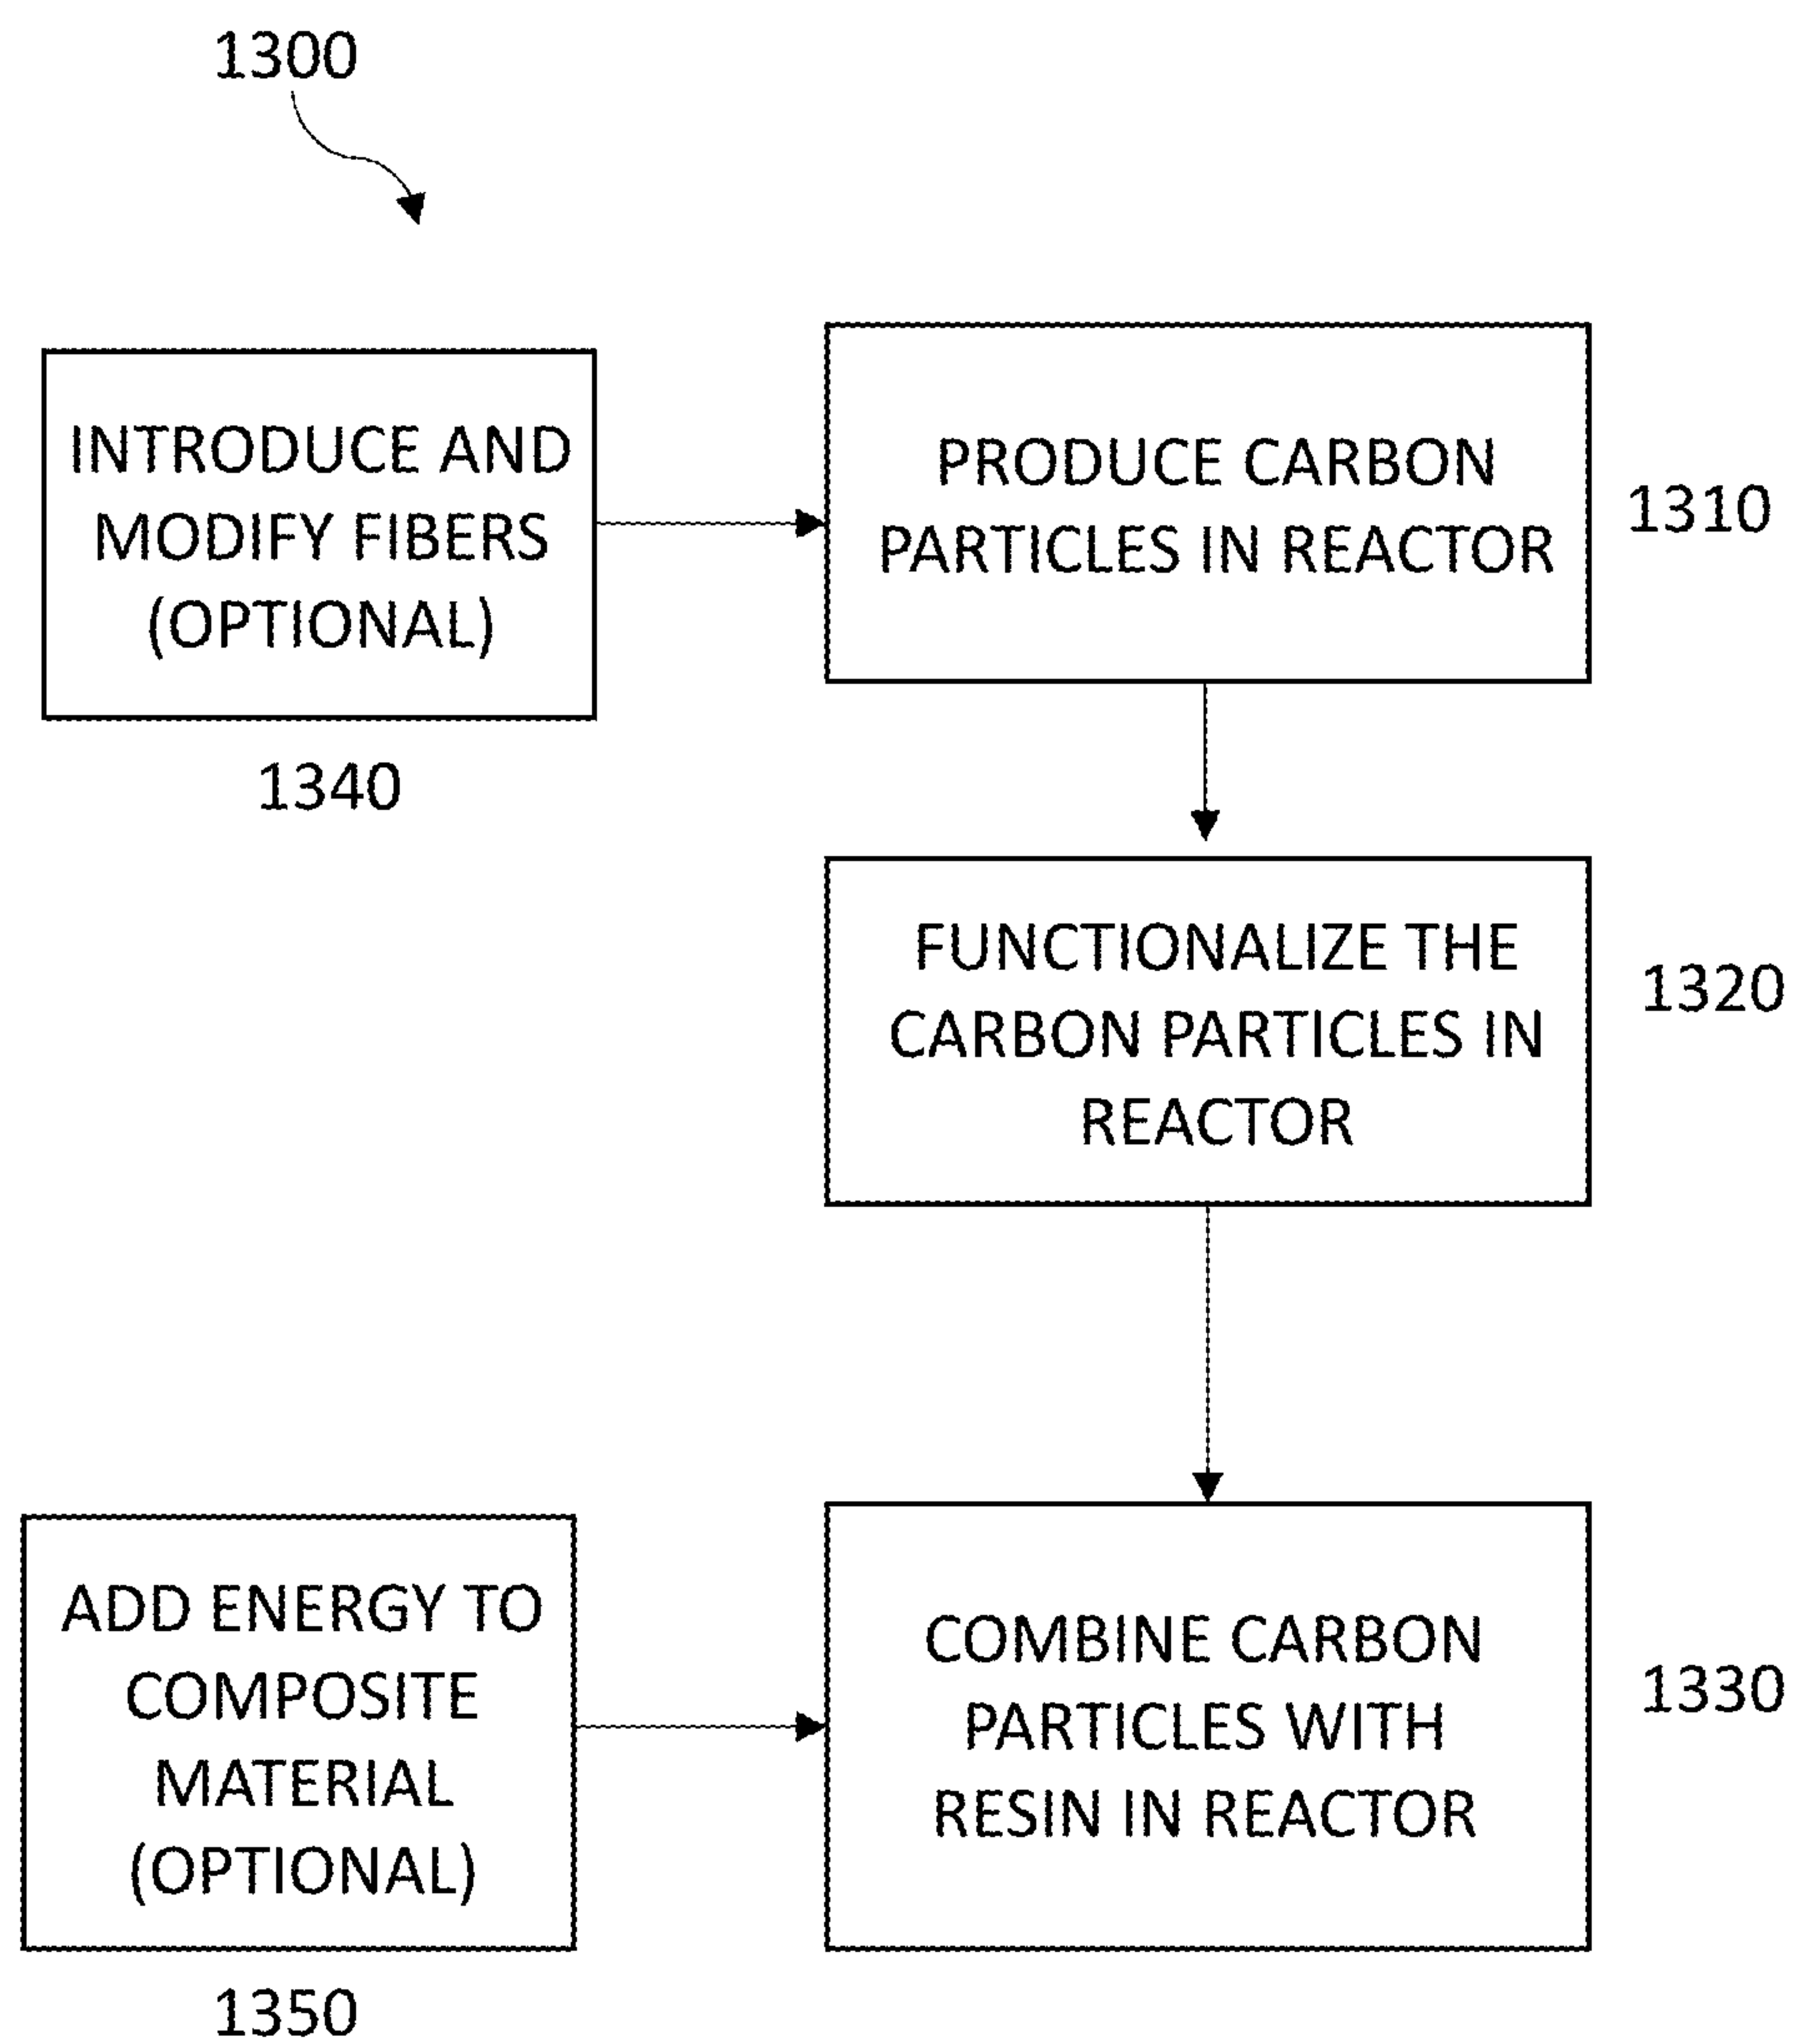 1300
INTRODUCE AND
MODIFY FIBERS
(OPTIONAL)
1340
PRODUCE CARBON
PARTICLES IN REACTOR
1310
FUNCTIONALIZE THE
CARBON PARTICLES IN
REACTOR
1320
ADD ENERGY TO
COMPOSITE
MATERIAL
(OPTIONAL)
1350
COMBINE CARBON
PARTICLES WITH
RESIN IN REACTOR
1330